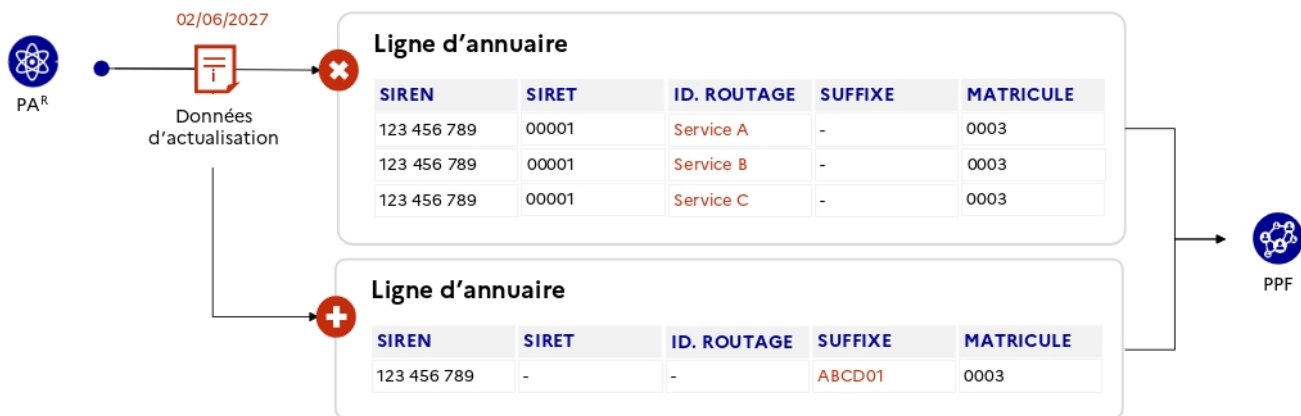 02/06/2027
PAR
Données
d'actualisation
Ligne d'annuaire
SIREN SIRET ID. ROUTAGE SUFFIXE MATRICULE
123 456 789 00001 Service A - 0003
123 456 789 00001 Service B - 0003
123 456 789 00001 Service C - 0003
Ligne d'annuaire
SIREN SIRET ID. ROUTAGE SUFFIXE MATRICULE
123 456 789 - - ABCD01 0003
PPF